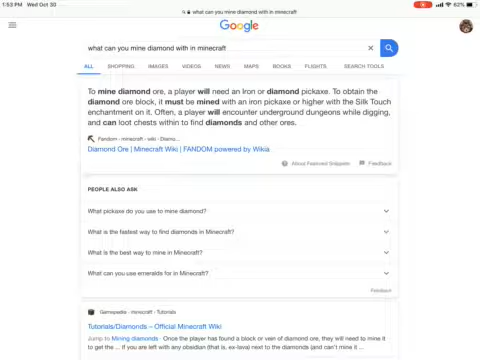 1:53 PM Wed Oct 30
62%
what can you mine diamond with in minecraft
Google
what can you mine diamond with in minecraft
ALL SHOPPING IMAGES VIDEOS NEWS MAPS BOOKS FLIGHTS SEARCH TOOLS
To mine diamond ore, a player will need an Iron or diamond pickaxe. To obtain the
diamond ore block, it must be mined with an iron pickaxe or higher with the Silk Touch
enchantment on it. Often, a player will encounter underground dungeons while digging,
and can loot chests within to find diamonds and other ores.
Fandom › minecraft › wiki › Diamo...
Diamond Ore | Minecraft Wiki | FANDOM powered by Wikia
About Featured Snippets Feedback
PEOPLE ALSO ASK
What pickaxe do you use to mine diamond?
What is the fastest way to find diamonds in Minecraft?
What is the best way to mine in Minecraft?
What can you use emeralds for in Minecraft?
Feedback
Gamepedia › minecraft › Tutorials
Tutorials/Diamonds – Official Minecraft Wiki
Jump to Mining diamonds - Once the player has found a block or vein of diamond ore, they will need to mine it
to get the ... if you are left with any obsidian (that is, ex-lava) next to the diamonds (and can't mine it ...